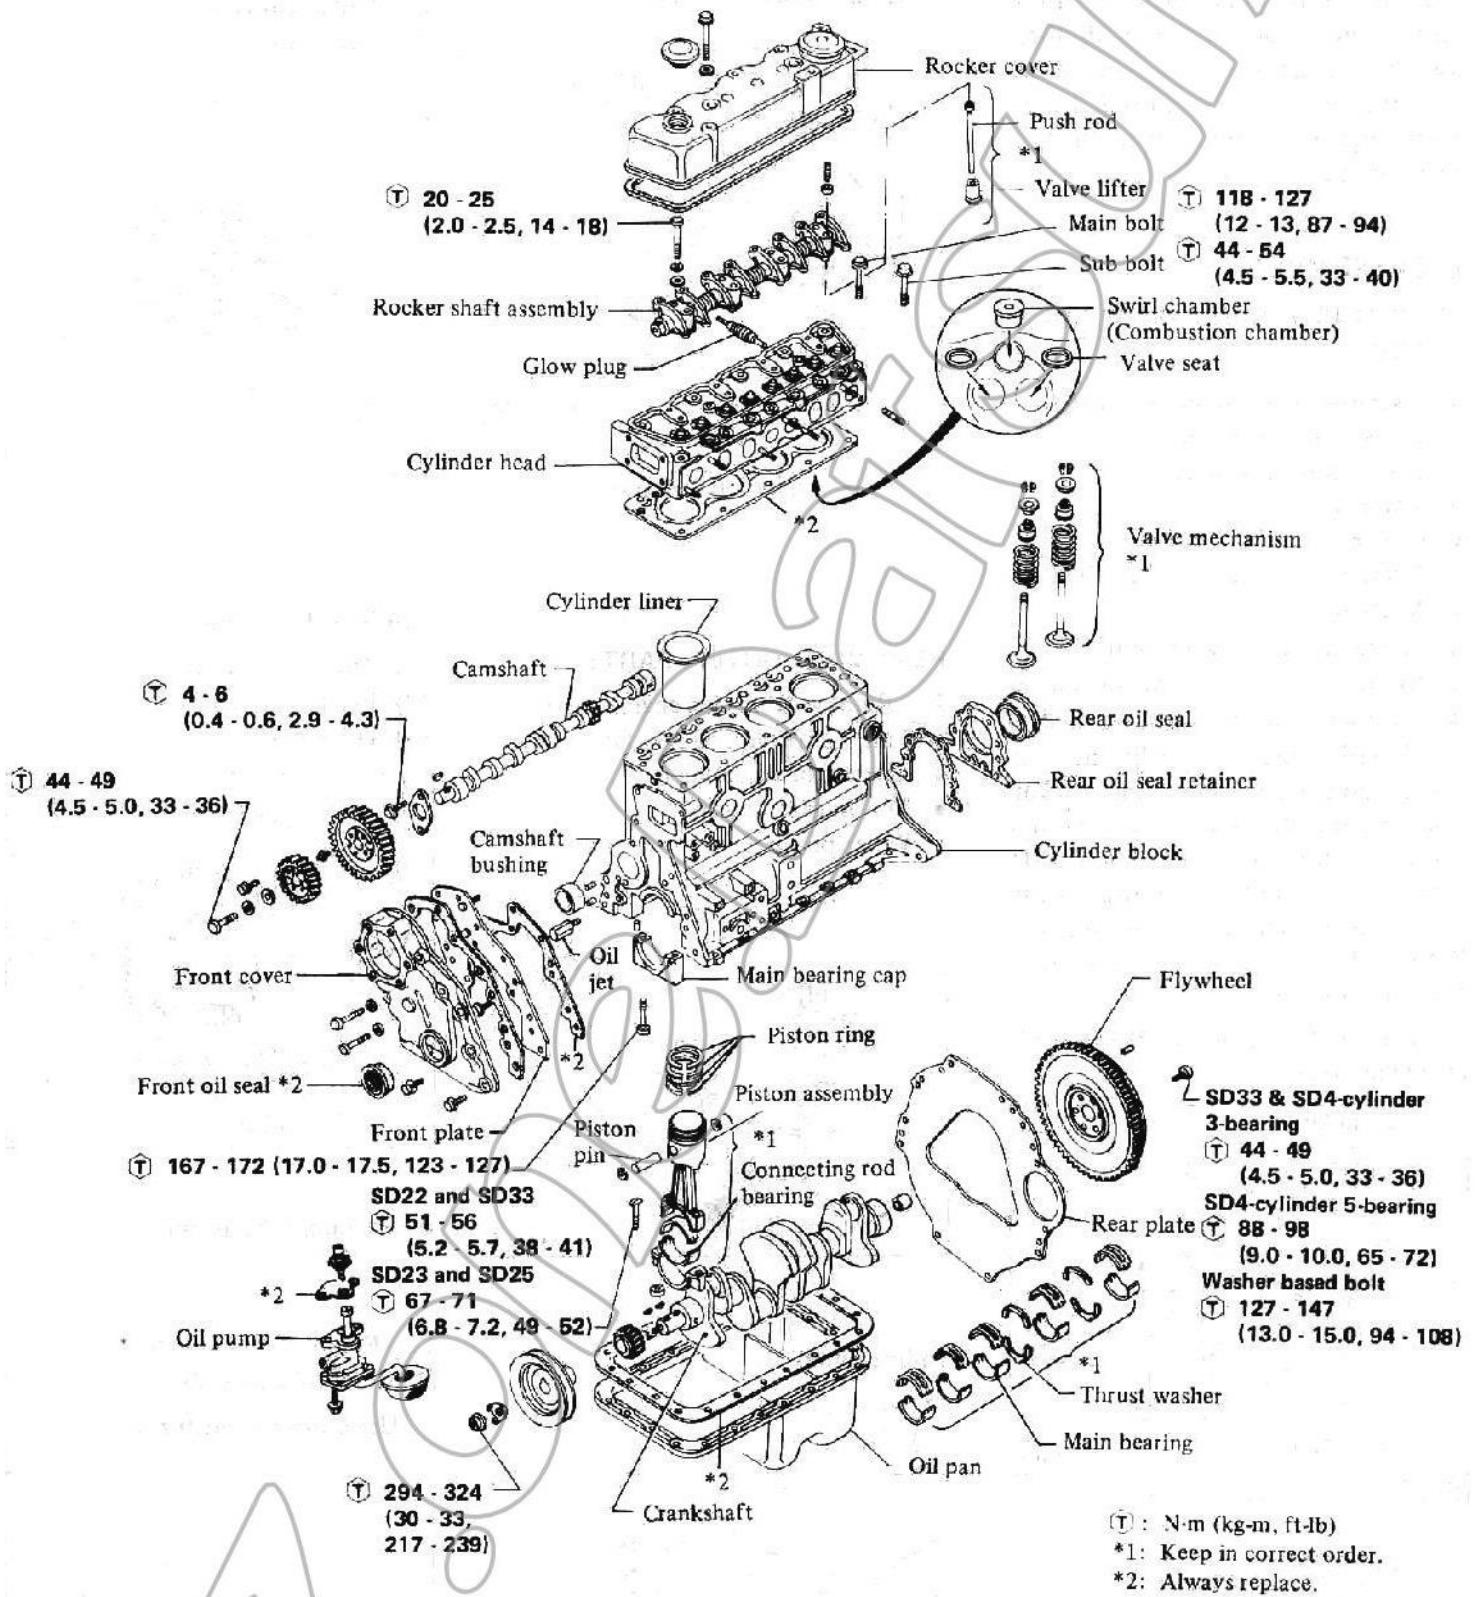 Rocker cover
Push rod
*1
Valve lifter
T 20 - 25
(2.0 - 2.5, 14 - 18)
Main bolt
T 118 - 127
(12 - 13, 87 - 94)
Sub bolt
T 44 - 54
(4.5 - 5.5, 33 - 40)
Rocker shaft assembly
Swirl chamber
(Combustion chamber)
Glow plug
Valve seat
Cylinder head
*2
Valve mechanism
*1
Cylinder liner
Camshaft
T 4 - 6
(0.4 - 0.6, 2.9 - 4.3)
Rear oil seal
T 44 - 49
(4.5 - 5.0, 33 - 36)
Rear oil seal retainer
Camshaft
bushing
Cylinder block
Front cover
Oil
jet
Main bearing cap
Flywheel
*2
Piston ring
Front oil seal *2
Piston assembly
SD33 & SD4-cylinder
3-bearing
T 44 - 49
(4.5 - 5.0, 33 - 36)
SD4-cylinder 5-bearing
T 88 - 98
(9.0 - 10.0, 65 - 72)
Washer based bolt
T 127 - 147
(13.0 - 15.0, 94 - 108)
Front plate
Piston
pin
*1
T 167 - 172 (17.0 - 17.5, 123 - 127)
Connecting rod
bearing
SD22 and SD33
T 51 - 56
(5.2 - 5.7, 38 - 41)
SD23 and SD25
T 67 - 71
(6.8 - 7.2, 49 - 52)
Rear plate
*2
Oil pump
*1
Thrust washer
Main bearing
Oil pan
*2
Crankshaft
T 294 - 324
(30 - 33,
217 - 239)
T : N·m (kg-m, ft-lb)
*1: Keep in correct order.
*2: Always replace.